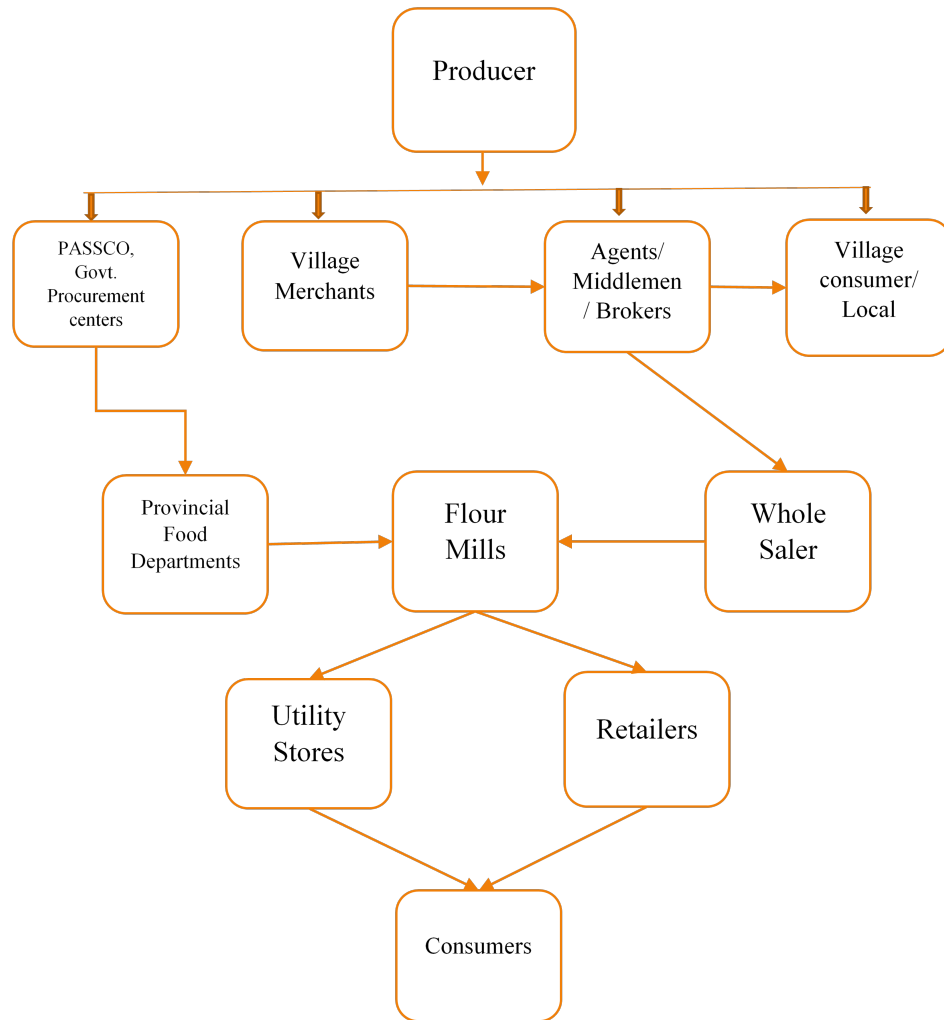 Producer
PASSCO,
Govt.
Procurement
centers
Village
Merchants
Agents/
Middlemen
/ Brokers
Village
consumer/
Local
Provincial
Food
Departments
Flour
Mills
Whole
Saler
Utility
Stores
Retailers
Consumers